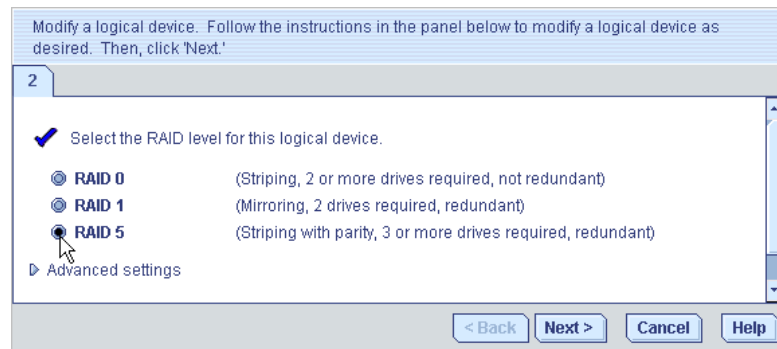 Modify a logical device. Follow the instructions in the panel below to modify a logical device as
desired. Then, click 'Next.'
2
Select the RAID level for this logical device.
RAID 0 (Striping, 2 or more drives required, not redundant)
RAID 1 (Mirroring, 2 drives required, redundant)
RAID 5 (Striping with parity, 3 or more drives required, redundant)
Advanced settings
< Back Next > Cancel Help